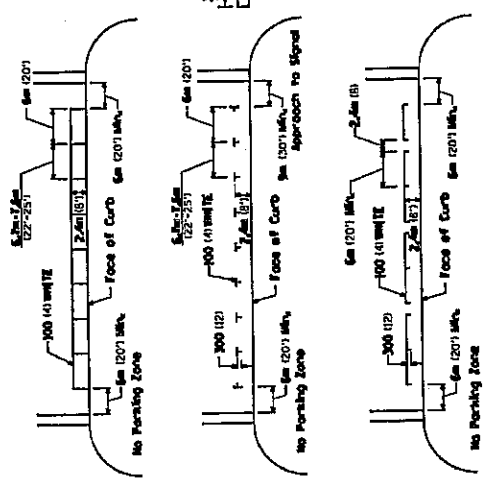 6m (20')
6.7m-7.6m
(22'-25')
2.4m (8')
100 (4) WHITE
Face of Curb
6m (20') Min.
6m (20') Min.
No Parking Zone
6m (20')
6.7m-7.6m
(22'-25')
2.4m (8')
100 (4) WHITE
300 (12)
Face of Curb
9m (30') Min.
Approach to Signal
6m (20') Min.
No Parking Zone
2.4m (8)
6m (20') Min.
2.4m (8')
100 (4) WHITE
300 (12)
Face of Curb
6m (20') Min.
6m (20') Min.
No Parking Zone